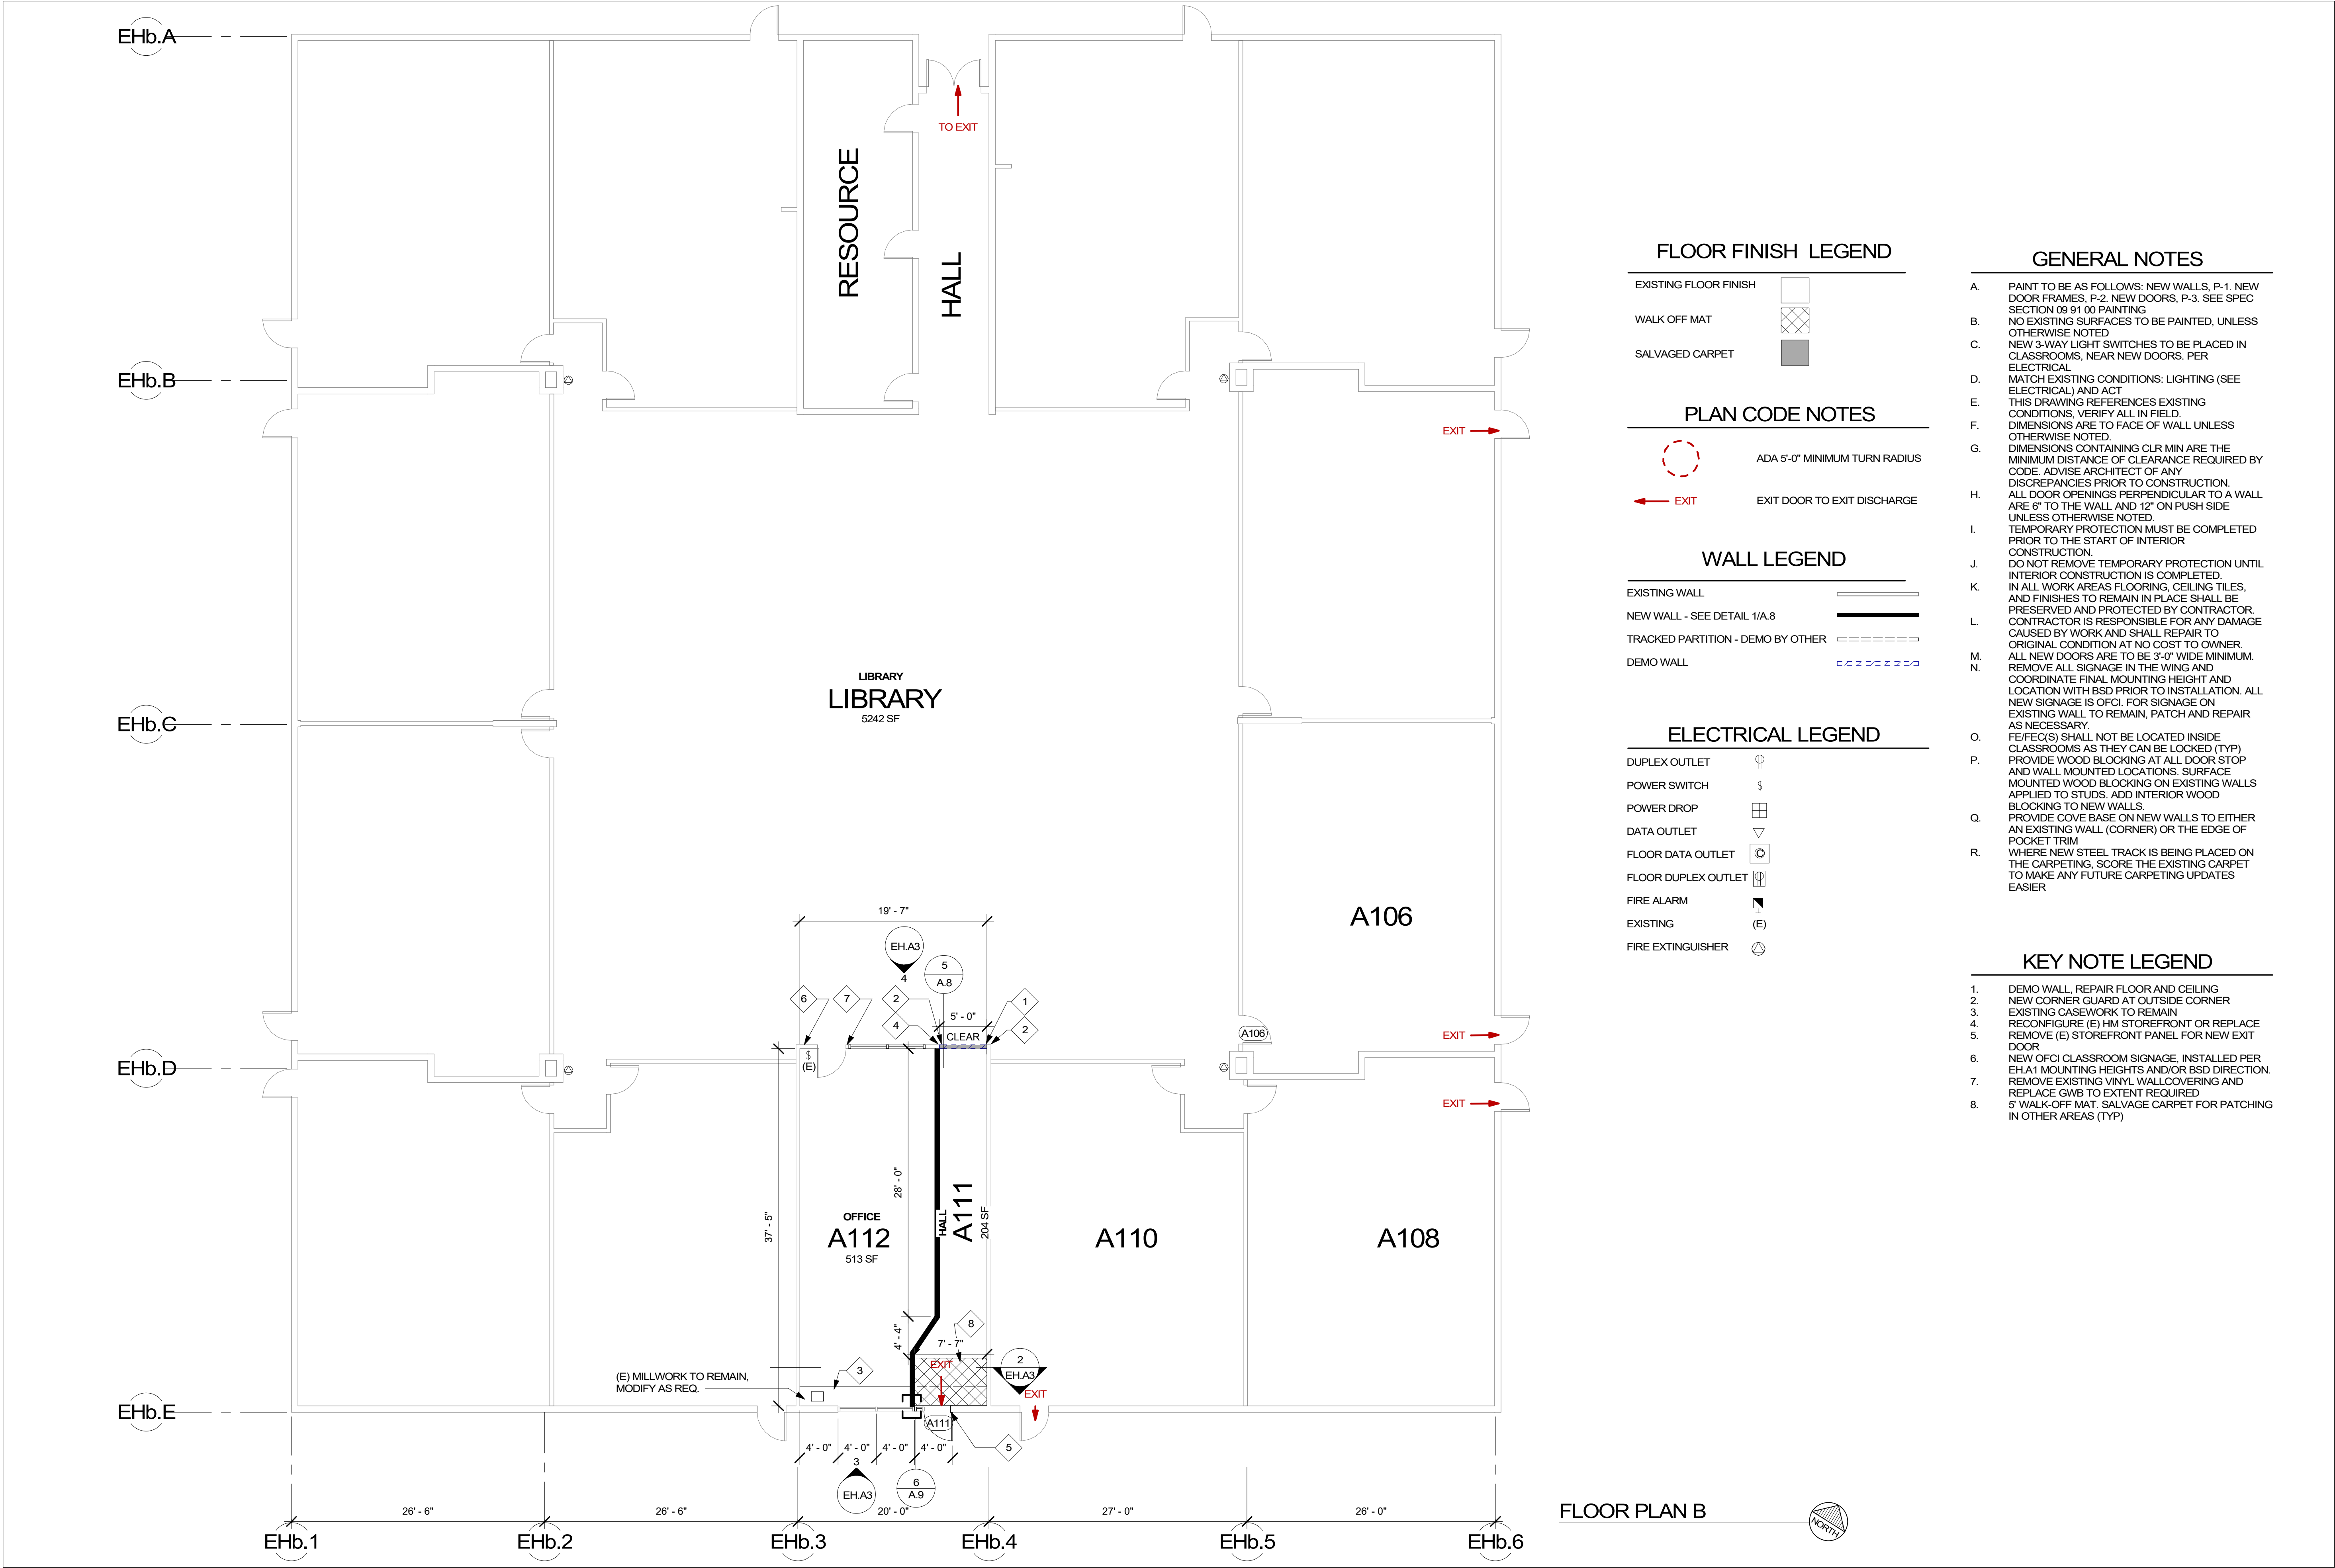 EHb.A
TO EXIT
RESOURCE
HALL
EHb.B
EXIT
EHb.C
LIBRARY
LIBRARY
5242 SF
A106
19' - 7"
EH.A3
4
5
A.8
6
7
2
1
4
5' - 0"
CLEAR
2
A106
EXIT
(E)
EHb.D
EXIT
28' - 0"
37' - 5"
OFFICE
A112
513 SF
HALL
A111
204 SF
A110
A108
4' - 4"
8
7' - 7"
EXIT
2
EH.A3
3
(E) MILLWORK TO REMAIN,
MODIFY AS REQ.
EXIT
EHb.E
A111
4' - 0"
4' - 0"
4' - 0"
4' - 0"
5
3
EH.A3
6
A.9
26' - 6"
26' - 6"
20' - 0"
27' - 0"
26' - 0"
EHb.1
EHb.2
EHb.3
EHb.4
EHb.5
EHb.6
FLOOR PLAN B
NORTH
FLOOR FINISH LEGEND
EXISTING FLOOR FINISH
WALK OFF MAT
SALVAGED CARPET
PLAN CODE NOTES
ADA 5'-0" MINIMUM TURN RADIUS
EXIT
EXIT DOOR TO EXIT DISCHARGE
WALL LEGEND
EXISTING WALL
NEW WALL - SEE DETAIL 1/A.8
TRACKED PARTITION - DEMO BY OTHER
DEMO WALL
ELECTRICAL LEGEND
DUPLEX OUTLET
POWER SWITCH $
POWER DROP
DATA OUTLET
FLOOR DATA OUTLET C
FLOOR DUPLEX OUTLET
FIRE ALARM
EXISTING (E)
FIRE EXTINGUISHER
GENERAL NOTES
A. PAINT TO BE AS FOLLOWS: NEW WALLS, P-1. NEW
DOOR FRAMES, P-2. NEW DOORS, P-3. SEE SPEC
SECTION 09 91 00 PAINTING
B. NO EXISTING SURFACES TO BE PAINTED, UNLESS
OTHERWISE NOTED
C. NEW 3-WAY LIGHT SWITCHES TO BE PLACED IN
CLASSROOMS, NEAR NEW DOORS. PER
ELECTRICAL
D. MATCH EXISTING CONDITIONS: LIGHTING (SEE
ELECTRICAL) AND ACT
E. THIS DRAWING REFERENCES EXISTING
CONDITIONS, VERIFY ALL IN FIELD.
F. DIMENSIONS ARE TO FACE OF WALL UNLESS
OTHERWISE NOTED.
G. DIMENSIONS CONTAINING CLR MIN ARE THE
MINIMUM DISTANCE OF CLEARANCE REQUIRED BY
CODE. ADVISE ARCHITECT OF ANY
DISCREPANCIES PRIOR TO CONSTRUCTION.
H. ALL DOOR OPENINGS PERPENDICULAR TO A WALL
ARE 6" TO THE WALL AND 12" ON PUSH SIDE
UNLESS OTHERWISE NOTED.
I. TEMPORARY PROTECTION MUST BE COMPLETED
PRIOR TO THE START OF INTERIOR
CONSTRUCTION.
J. DO NOT REMOVE TEMPORARY PROTECTION UNTIL
INTERIOR CONSTRUCTION IS COMPLETED.
K. IN ALL WORK AREAS FLOORING, CEILING TILES,
AND FINISHES TO REMAIN IN PLACE SHALL BE
PRESERVED AND PROTECTED BY CONTRACTOR.
L. CONTRACTOR IS RESPONSIBLE FOR ANY DAMAGE
CAUSED BY WORK AND SHALL REPAIR TO
ORIGINAL CONDITION AT NO COST TO OWNER.
M. ALL NEW DOORS ARE TO BE 3'-0" WIDE MINIMUM.
N. REMOVE ALL SIGNAGE IN THE WING AND
COORDINATE FINAL MOUNTING HEIGHT AND
LOCATION WITH BSD PRIOR TO INSTALLATION. ALL
NEW SIGNAGE IS OFCI. FOR SIGNAGE ON
EXISTING WALL TO REMAIN, PATCH AND REPAIR
AS NECESSARY.
O. FE/FEC(S) SHALL NOT BE LOCATED INSIDE
CLASSROOMS AS THEY CAN BE LOCKED (TYP)
P. PROVIDE WOOD BLOCKING AT ALL DOOR STOP
AND WALL MOUNTED LOCATIONS. SURFACE
MOUNTED WOOD BLOCKING ON EXISTING WALLS
APPLIED TO STUDS. ADD INTERIOR WOOD
BLOCKING TO NEW WALLS.
Q. PROVIDE COVE BASE ON NEW WALLS TO EITHER
AN EXISTING WALL (CORNER) OR THE EDGE OF
POCKET TRIM
R. WHERE NEW STEEL TRACK IS BEING PLACED ON
THE CARPETING, SCORE THE EXISTING CARPET
TO MAKE ANY FUTURE CARPETING UPDATES
EASIER
KEY NOTE LEGEND
1. DEMO WALL, REPAIR FLOOR AND CEILING
2. NEW CORNER GUARD AT OUTSIDE CORNER
3. EXISTING CASEWORK TO REMAIN
4. RECONFIGURE (E) HM STOREFRONT OR REPLACE
5. REMOVE (E) STOREFRONT PANEL FOR NEW EXIT
DOOR
6. NEW OFCI CLASSROOM SIGNAGE, INSTALLED PER
EH.A1 MOUNTING HEIGHTS AND/OR BSD DIRECTION.
7. REMOVE EXISTING VINYL WALLCOVERING AND
REPLACE GWB TO EXTENT REQUIRED
8. 5' WALK-OFF MAT. SALVAGE CARPET FOR PATCHING
IN OTHER AREAS (TYP)